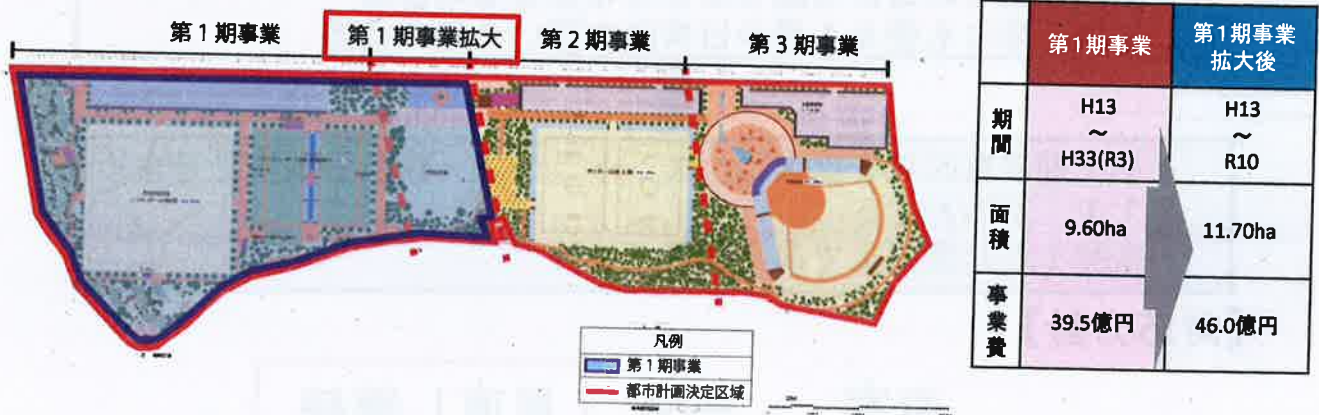 第1期事業
第1期事業拡大
第2期事業
第3期事業
凡例
第1期事業
都市計画決定区域
第1期事業
第1期事業
拡大後
期間
H13
～
H33(R3)
H13
～
R10
面積
9.60ha
11.70ha
事業費
39.5億円
46.0億円